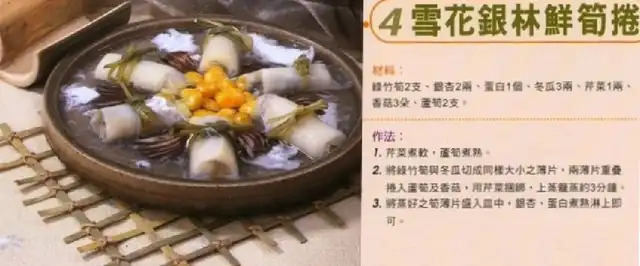 4 雪花銀林鮮筍捲
材料：
綠竹筍2支、銀杏2兩、蛋白1個、冬瓜3兩、芹菜1兩、
香菇3朵、蘆筍2支。
作法：
1. 芹菜煮軟，蘆筍煮熟。
2. 將綠竹筍與冬瓜切成同樣大小之薄片，兩薄片重疊
捲入蘆筍及香菇，用芹菜捆綁，上蒸籠蒸約3分鐘。
3. 將蒸好之筍薄片盛入皿中，銀杏、蛋白煮熟淋上即
可。